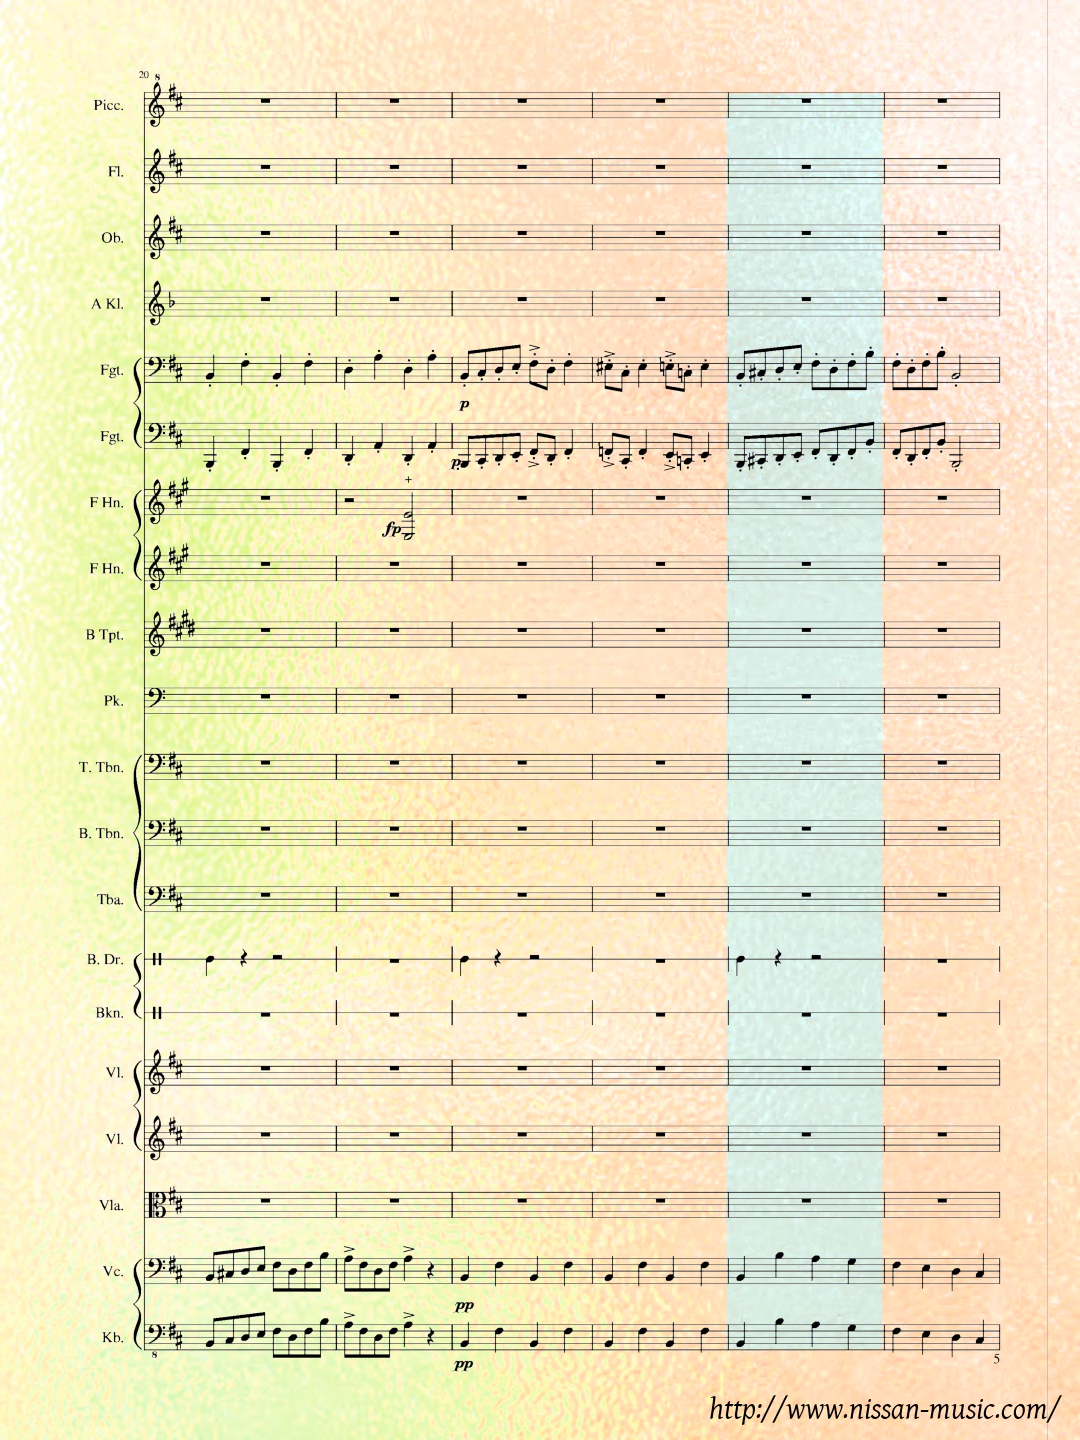 20
8
Picc.
Fl.
Ob.
A Kl.
Fgt.
p
Fgt.
p
+
F Hn.
fp
F Hn.
B Tpt.
Pk.
T. Tbn.
B. Tbn.
Tba.
B. Dr.
Bkn.
Vl.
Vl.
Vla.
Vc.
pp
Kb.
8
pp
5
http://www.nissan-music.com/